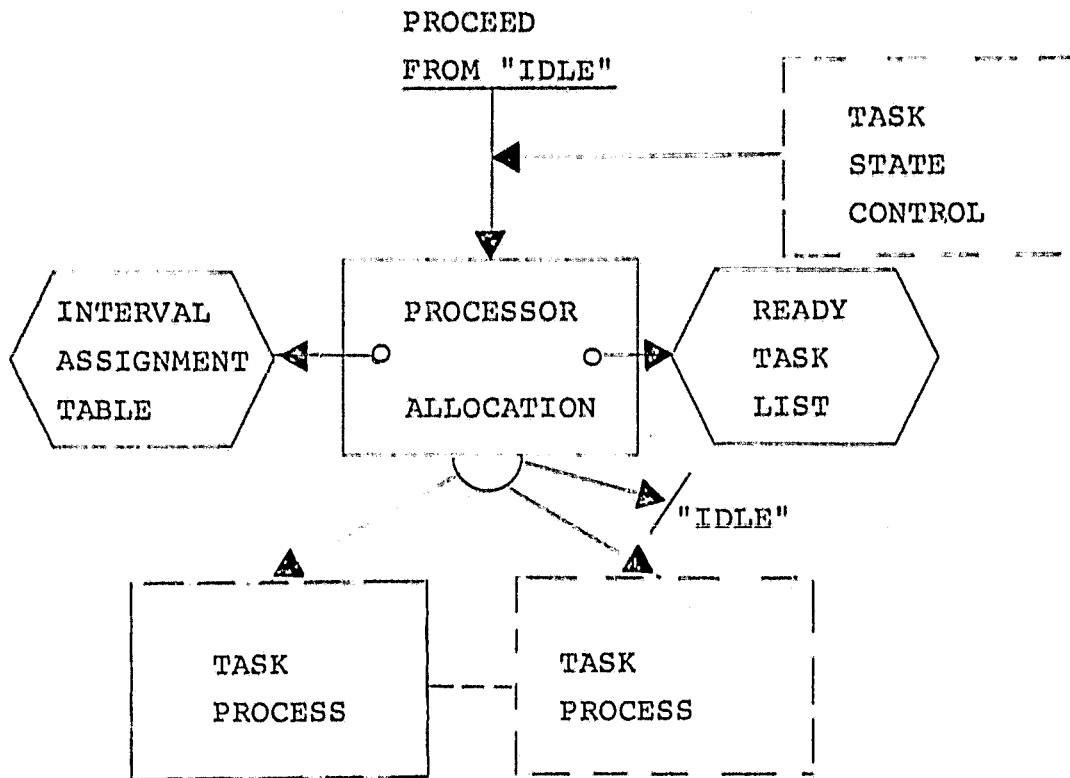 PROCEED
FROM "IDLE"
TASK
STATE
CONTROL
INTERVAL
ASSIGNMENT
TABLE
PROCESSOR
ALLOCATION
READY
TASK
LIST
"IDLE"
TASK
PROCESS
TASK
PROCESS